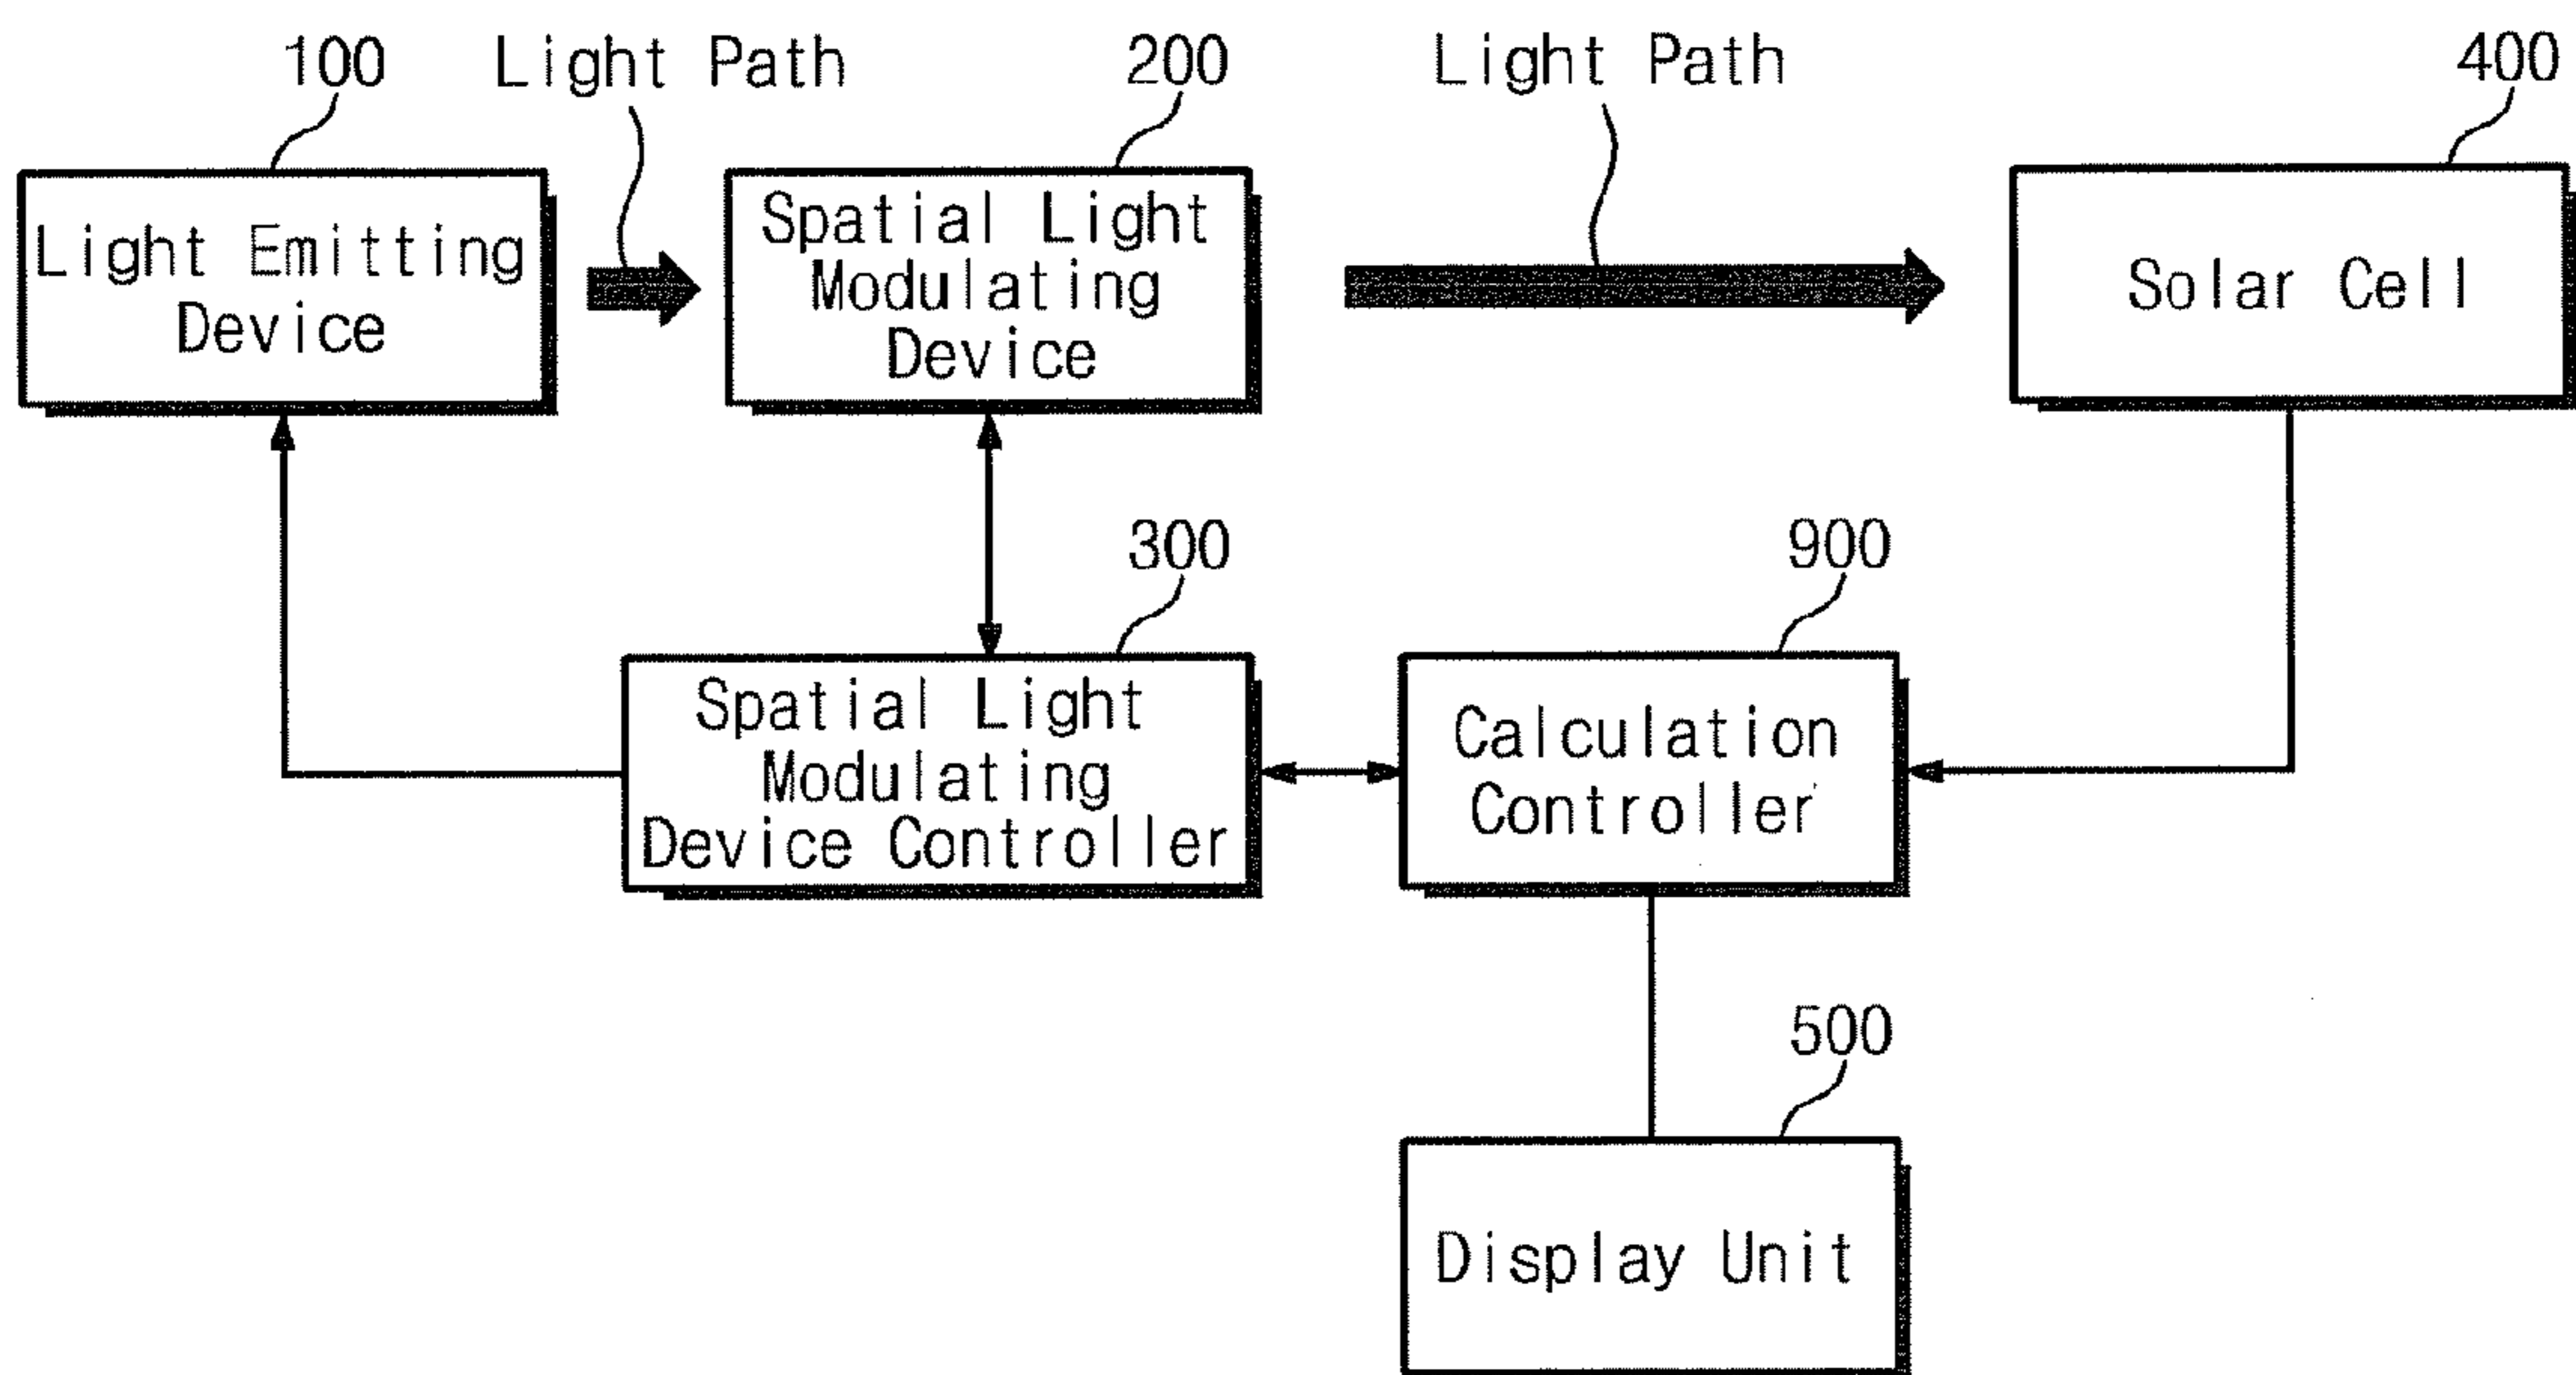 100
Light Path
200
Light Path
400
Light Emitting
Device
Spatial Light
Modulating
Device
Solar Cell
300
900
Spatial Light
Modulating
Device Controller
Calculation
Controller
500
Display Unit